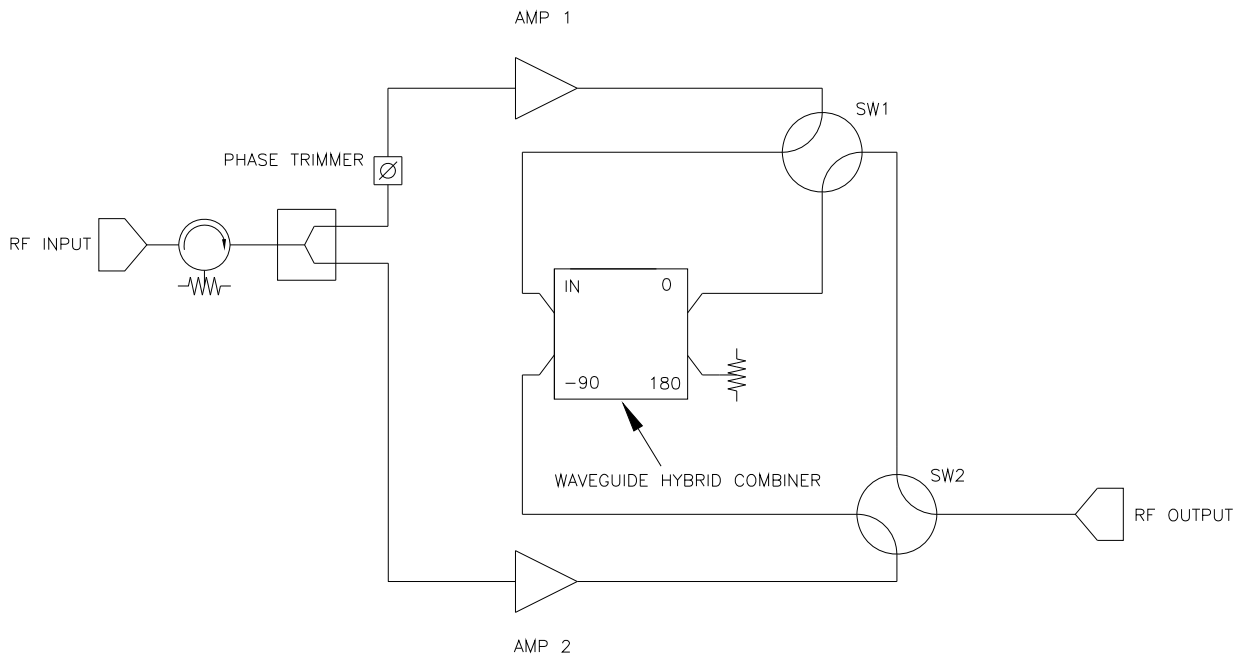 AMP 1
SW1
PHASE TRIMMER
RF INPUT
IN
0
-90
180
WAVEGUIDE HYBRID COMBINER
SW2
RF OUTPUT
AMP 2